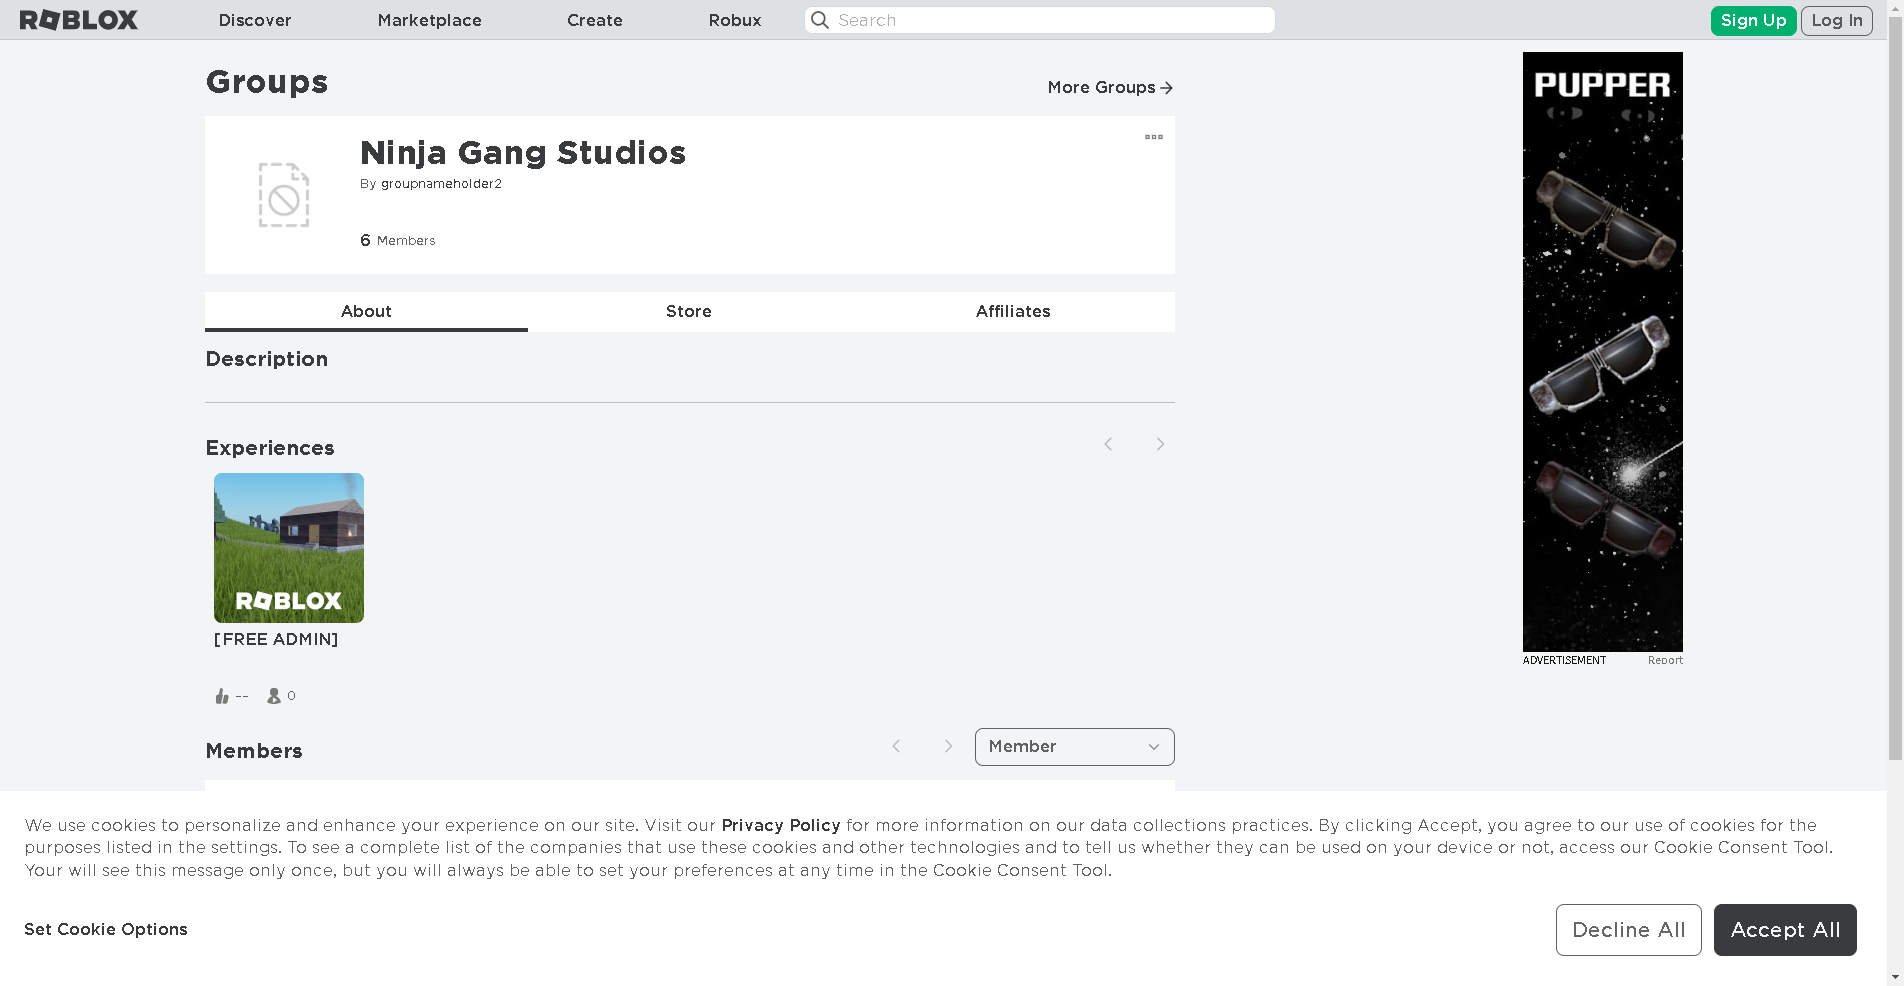 ROBLOX
Discover
Marketplace
Create
Robux
Search
Sign Up
Log In
Groups
More Groups
Ninja Gang Studios
By groupnameholder2
6 Members
About
Store
Affiliates
Description
Experiences
ROBLOX
[FREE ADMIN]
--
0
Members
Member
PUPPER
ADVERTISEMENT
Report
We use cookies to personalize and enhance your experience on our site. Visit our Privacy Policy for more information on our data collections practices. By clicking Accept, you agree to our use of cookies for the
purposes listed in the settings. To see a complete list of the companies that use these cookies and other technologies and to tell us whether they can be used on your device or not, access our Cookie Consent Tool.
Your will see this message only once, but you will always be able to set your preferences at any time in the Cookie Consent Tool.
Set Cookie Options
Decline All
Accept All